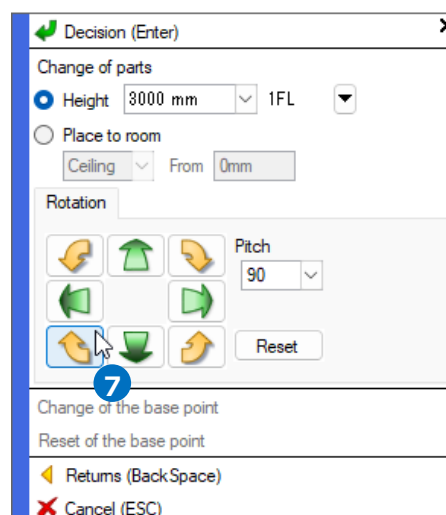 Decision (Enter)
Change of parts
Height 3000 mm 1FL
Place to room
Ceiling From 0mm
Rotation
Pitch
90
Reset
7
Change of the base point
Reset of the base point
Returns (BackSpace)
Cancel (ESC)